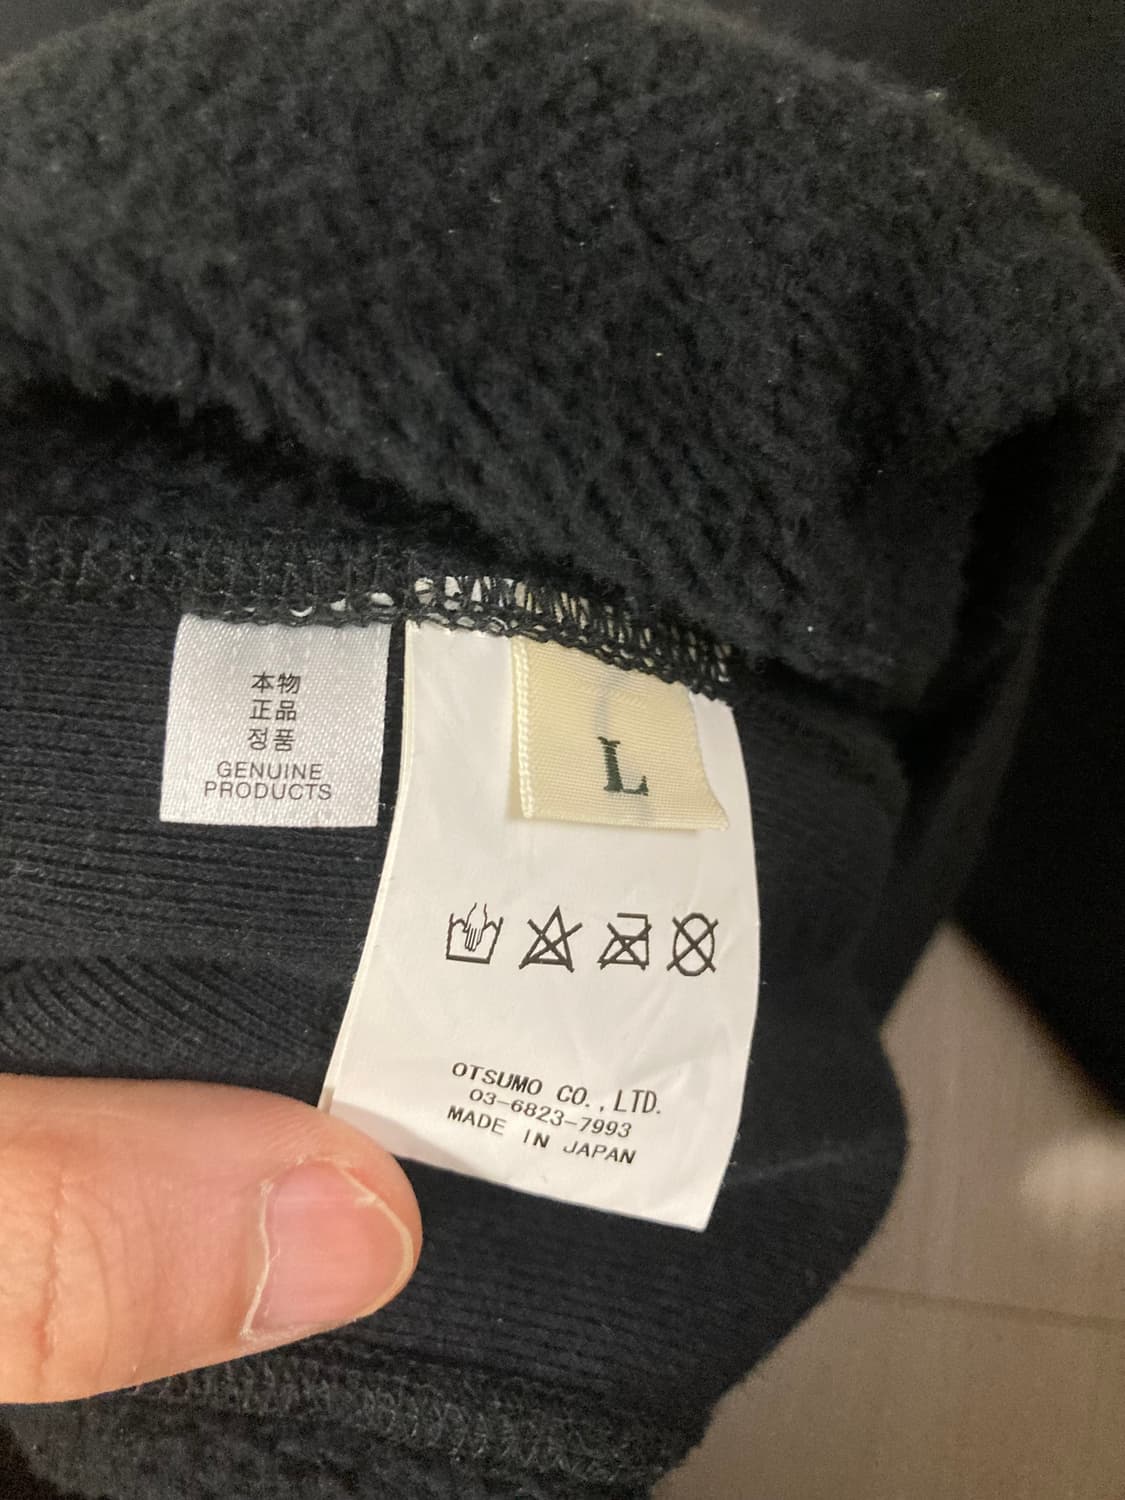 本物
正品
정품
GENUINE
PRODUCTS
L
OTSUMO CO.,LTD.
03-6823-7993
MADE IN JAPAN